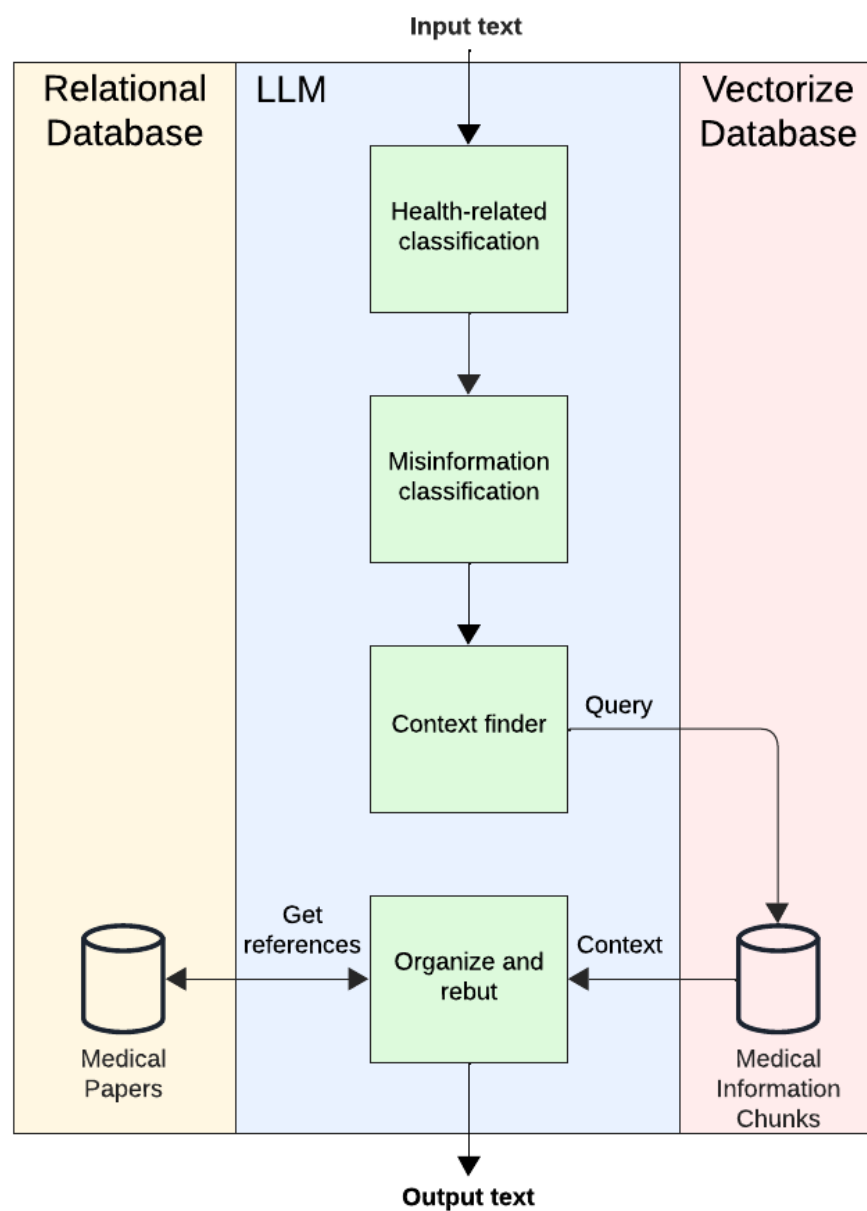 Input text
Relational
Database
LLM
Vectorize
Database
Health-related
classification
Misinformation
classification
Context finder
Query
Get
references
Organize and
rebut
Context
Medical
Papers
Medical
Information
Chunks
Output text